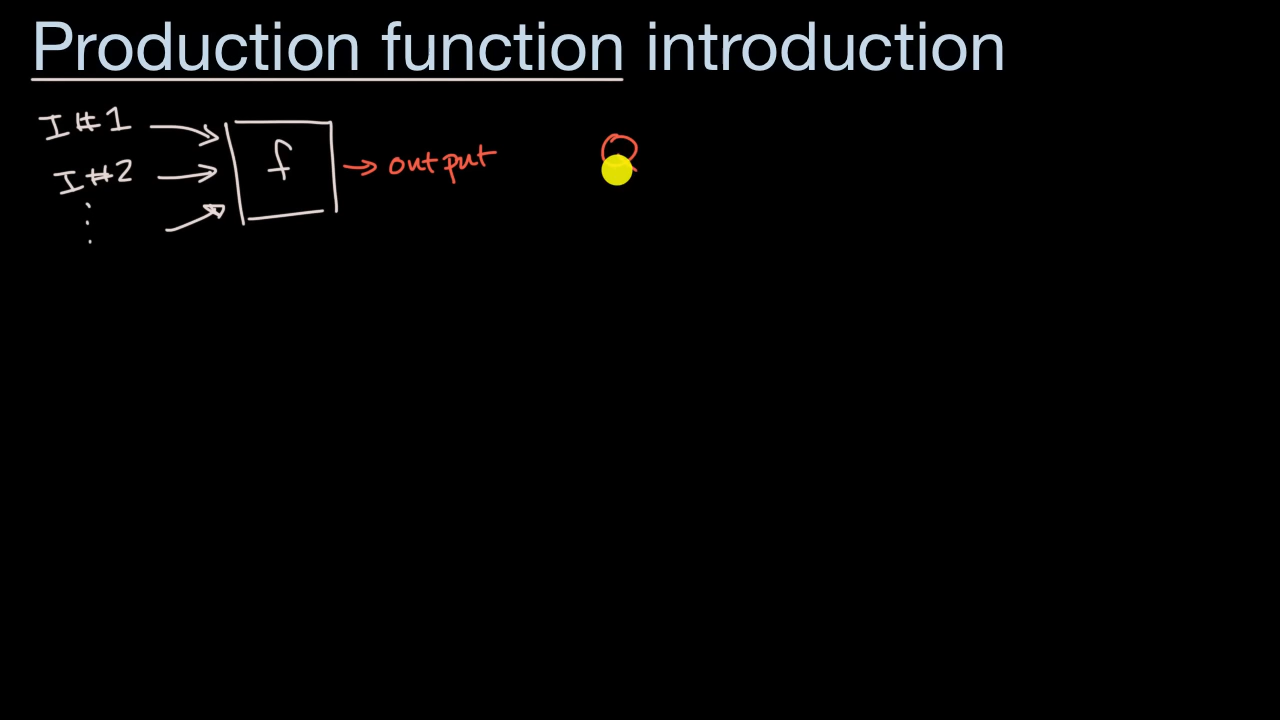 Production function introduction
I#1
I#2
f
→ output
Q